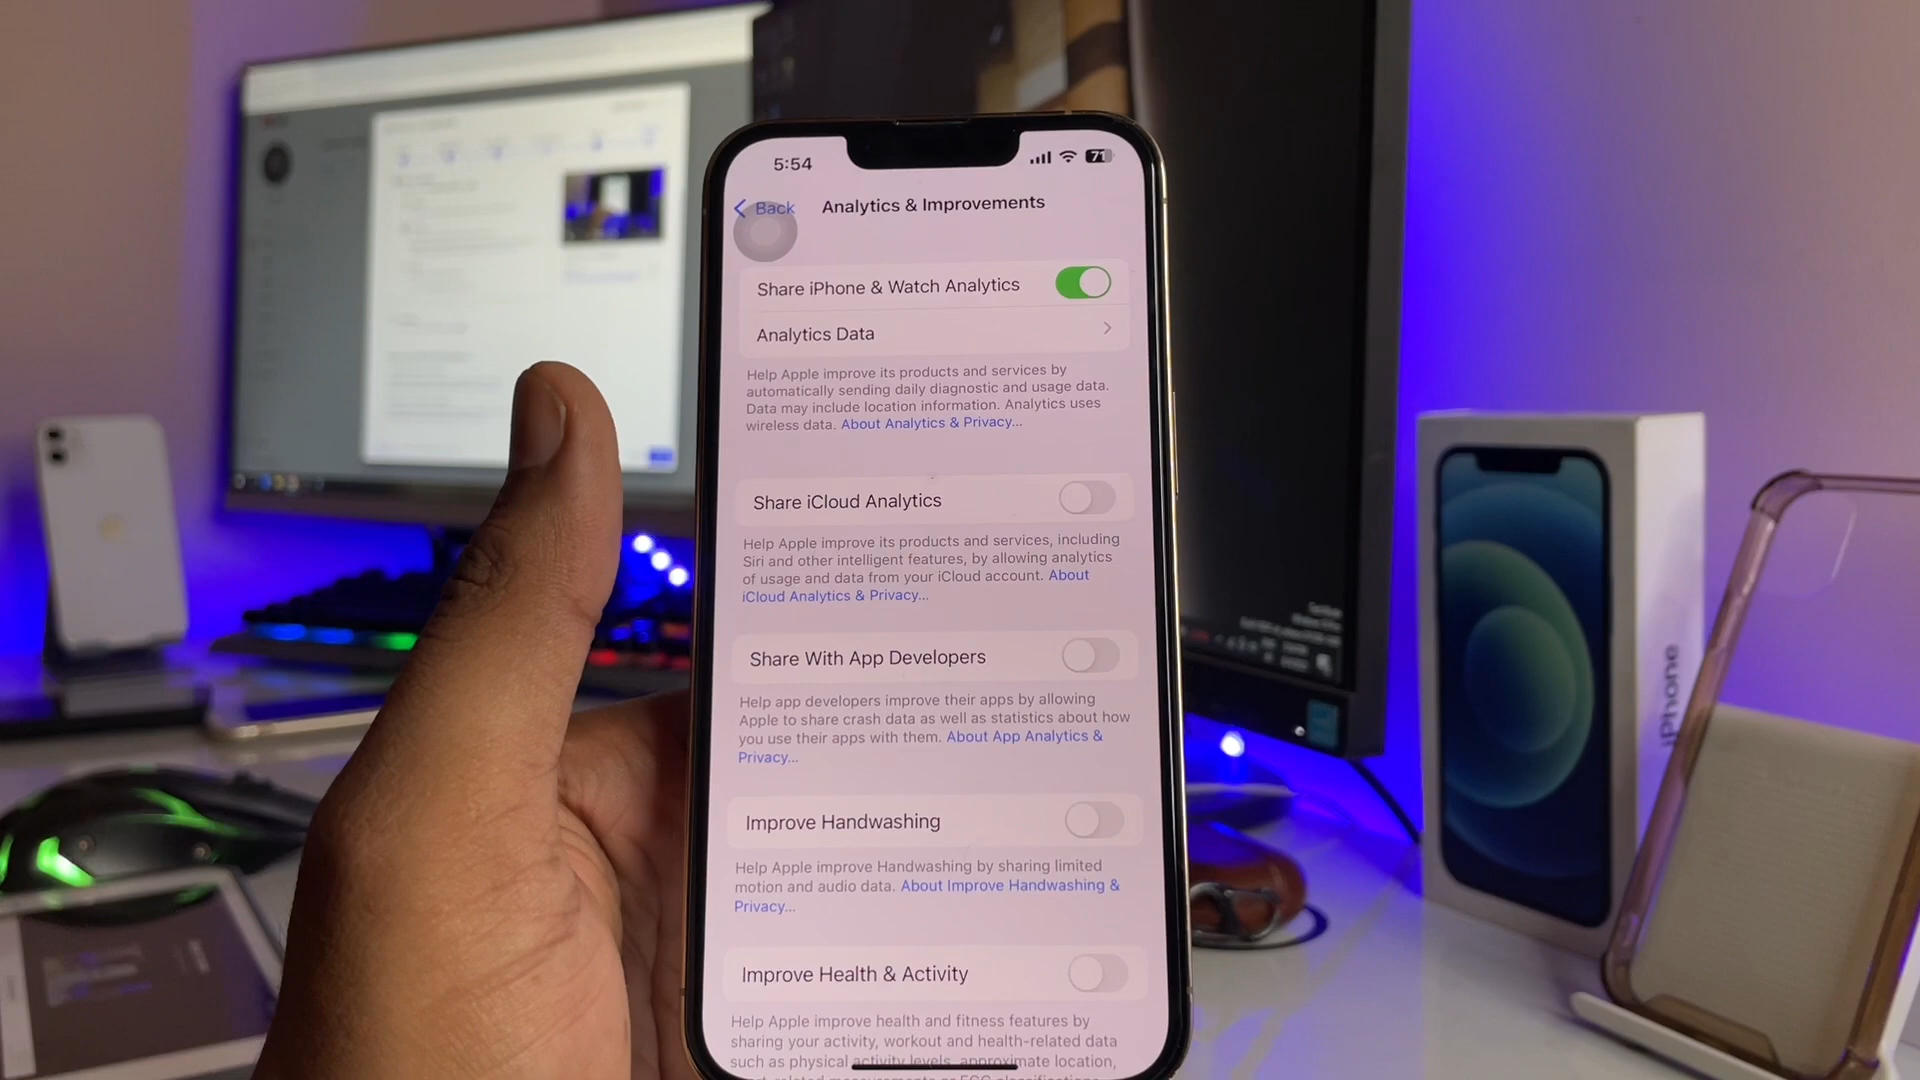 5:54
71
Back
Analytics & Improvements
Share iPhone & Watch Analytics
Analytics Data
Help Apple improve its products and services by
automatically sending daily diagnostic and usage data.
Data may include location information. Analytics uses
wireless data. About Analytics & Privacy...
Share iCloud Analytics
Help Apple improve its products and services, including
Siri and other intelligent features, by allowing analytics
of usage and data from your iCloud account. About
iCloud Analytics & Privacy...
Share With App Developers
Help app developers improve their apps by allowing
Apple to share crash data as well as statistics about how
you use their apps with them. About App Analytics &
Privacy...
Improve Handwashing
Help Apple improve Handwashing by sharing limited
motion and audio data. About Improve Handwashing &
Privacy...
Improve Health & Activity
Help Apple improve health and fitness features by
sharing your activity, workout and health-related data
such as physical activity levels, approximate location,
iPhone